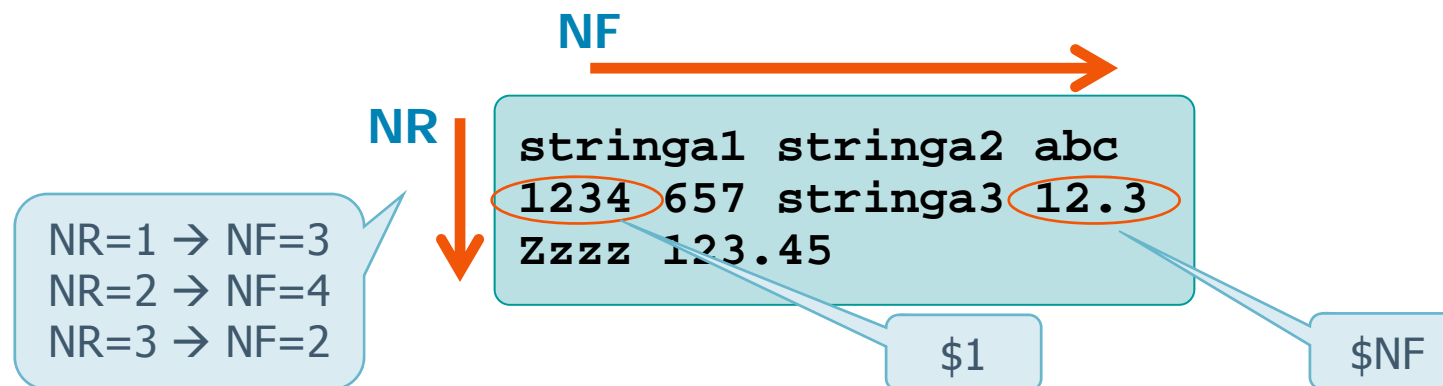 NF
NR
stringa1 stringa2 abc
1234 657 stringa3 12.3
Zzzz 123.45
NR=1 → NF=3
NR=2 → NF=4
NR=3 → NF=2
$1
$NF